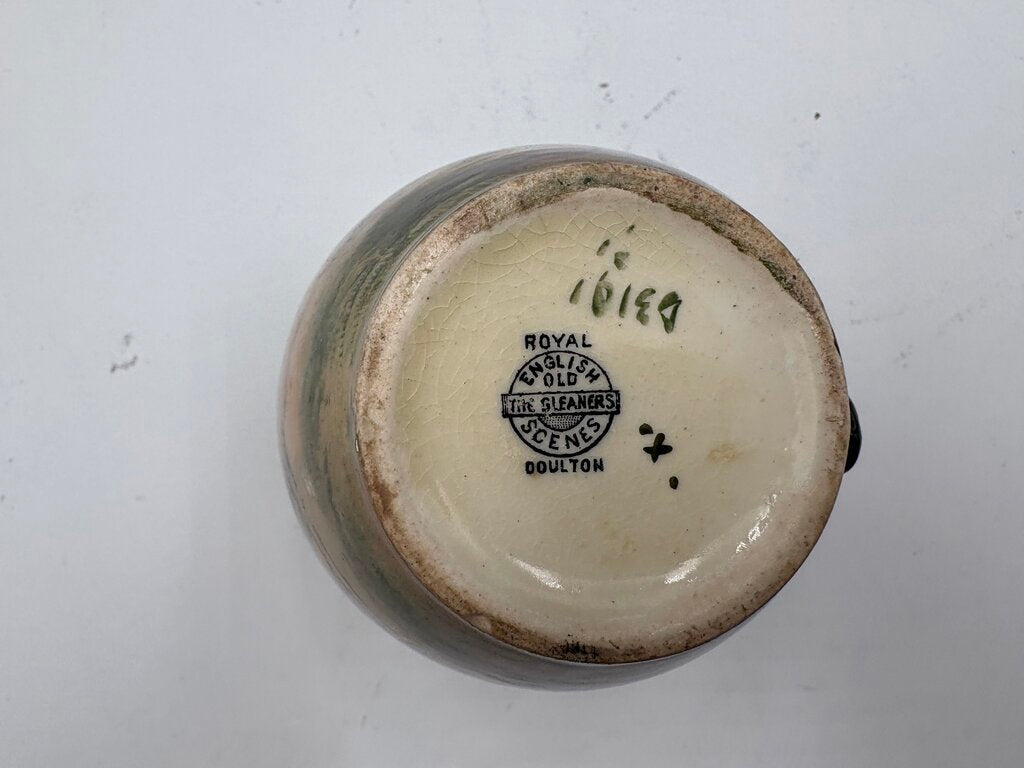 D3191
ROYAL
ENGLISH
OLD
THE GLEANERS
SCENES
DOULTON